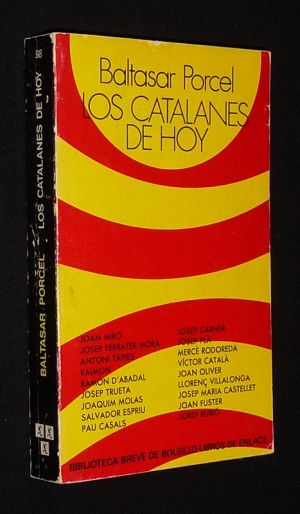 98
BALTASAR PORCEL - LOS CATALANES DE HOY
Baltasar Porcel
LOS CATALANES
DE HOY
JOAN MIRÓ
JOSEP FERRATER MORA
ANTONI TÀPIES
RAIMON
RAMON D'ABADAL
JOSEP TRUETA
JOAQUIM MOLAS
SALVADOR ESPRIU
PAU CASALS
JOSEP CARNER
JOSEP PLA
MERCÈ RODOREDA
VÍCTOR CATALÀ
JOAN OLIVER
LLORENÇ VILLALONGA
JOSEP MARIA CASTELLET
JOAN FUSTER
JORDI RUBIÓ
BIBLIOTECA BREVE DE BOLSILLO-LIBROS DE ENLACE